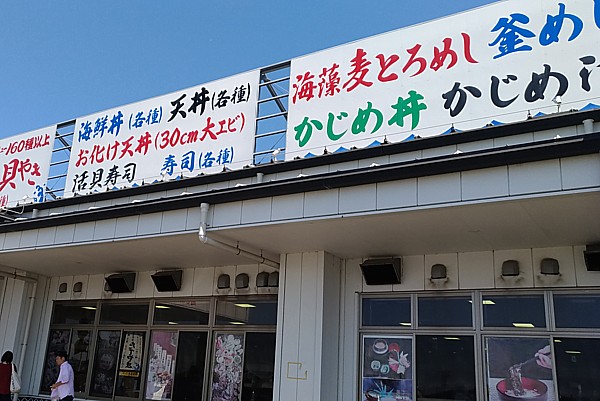 160種以上
貝やき
海鮮丼(各種) 天丼(各種)
お化け天丼(30cm大エビ)
活貝寿司 寿司(各種)
海藻麦とろめし 釜めし
かじめ丼 かじめ